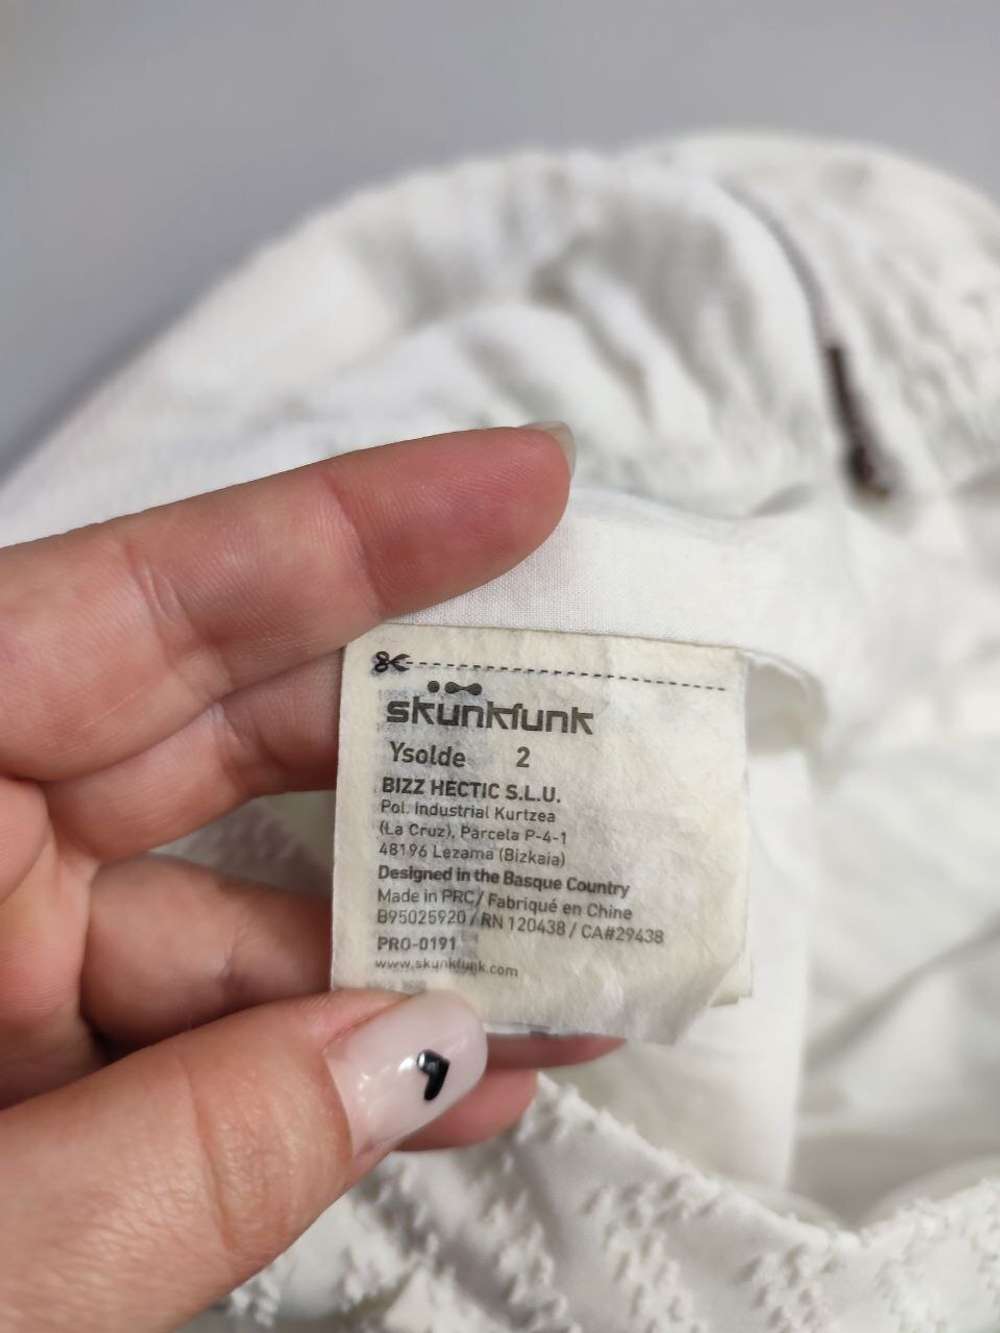 skunkfunk
Ysolde 2
BIZZ HECTIC S.L.U.
Pol. Industrial Kurtzea
(La Cruz), Parcela P-4-1
48196 Lezama (Bizkaia)
Designed in the Basque Country
Made in PRC/ Fabriqué en Chine
B95025920 / RN 120438 / CA#29438
PRO-0191
www.skunkfunk.com